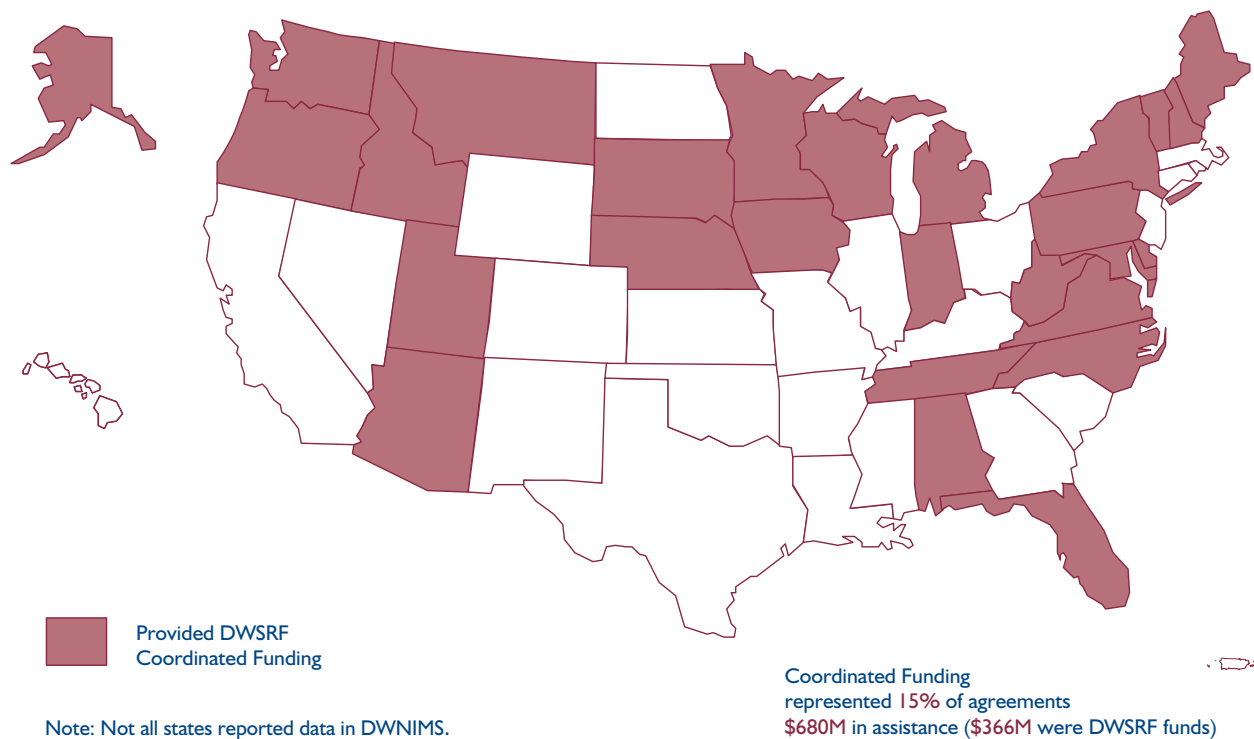 Provided DWSRF
Coordinated Funding
Note: Not all states reported data in DWNIMS.
Coordinated Funding
represented 15% of agreements
$680M in assistance ($366M were DWSRF funds)